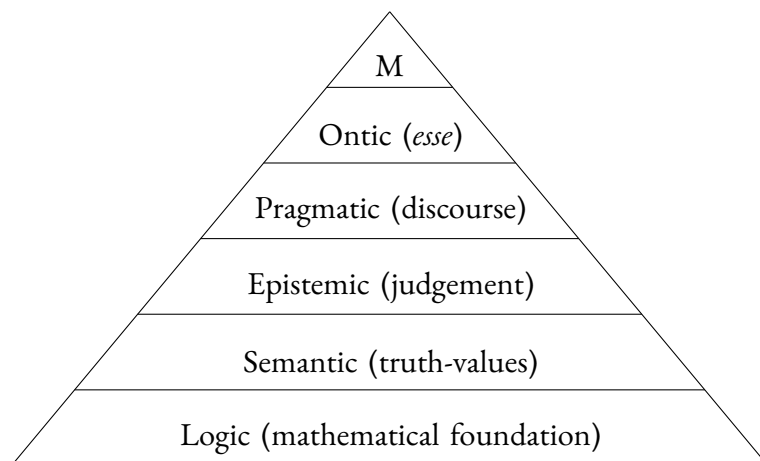 M
Ontic (esse)
Pragmatic (discourse)
Epistemic (judgement)
Semantic (truth-values)
Logic (mathematical foundation)